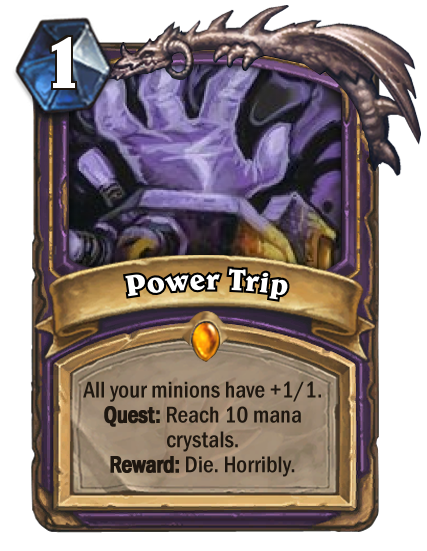 1
Power Trip
All your minions have +1/1.
Quest: Reach 10 mana
crystals.
Reward: Die. Horribly.